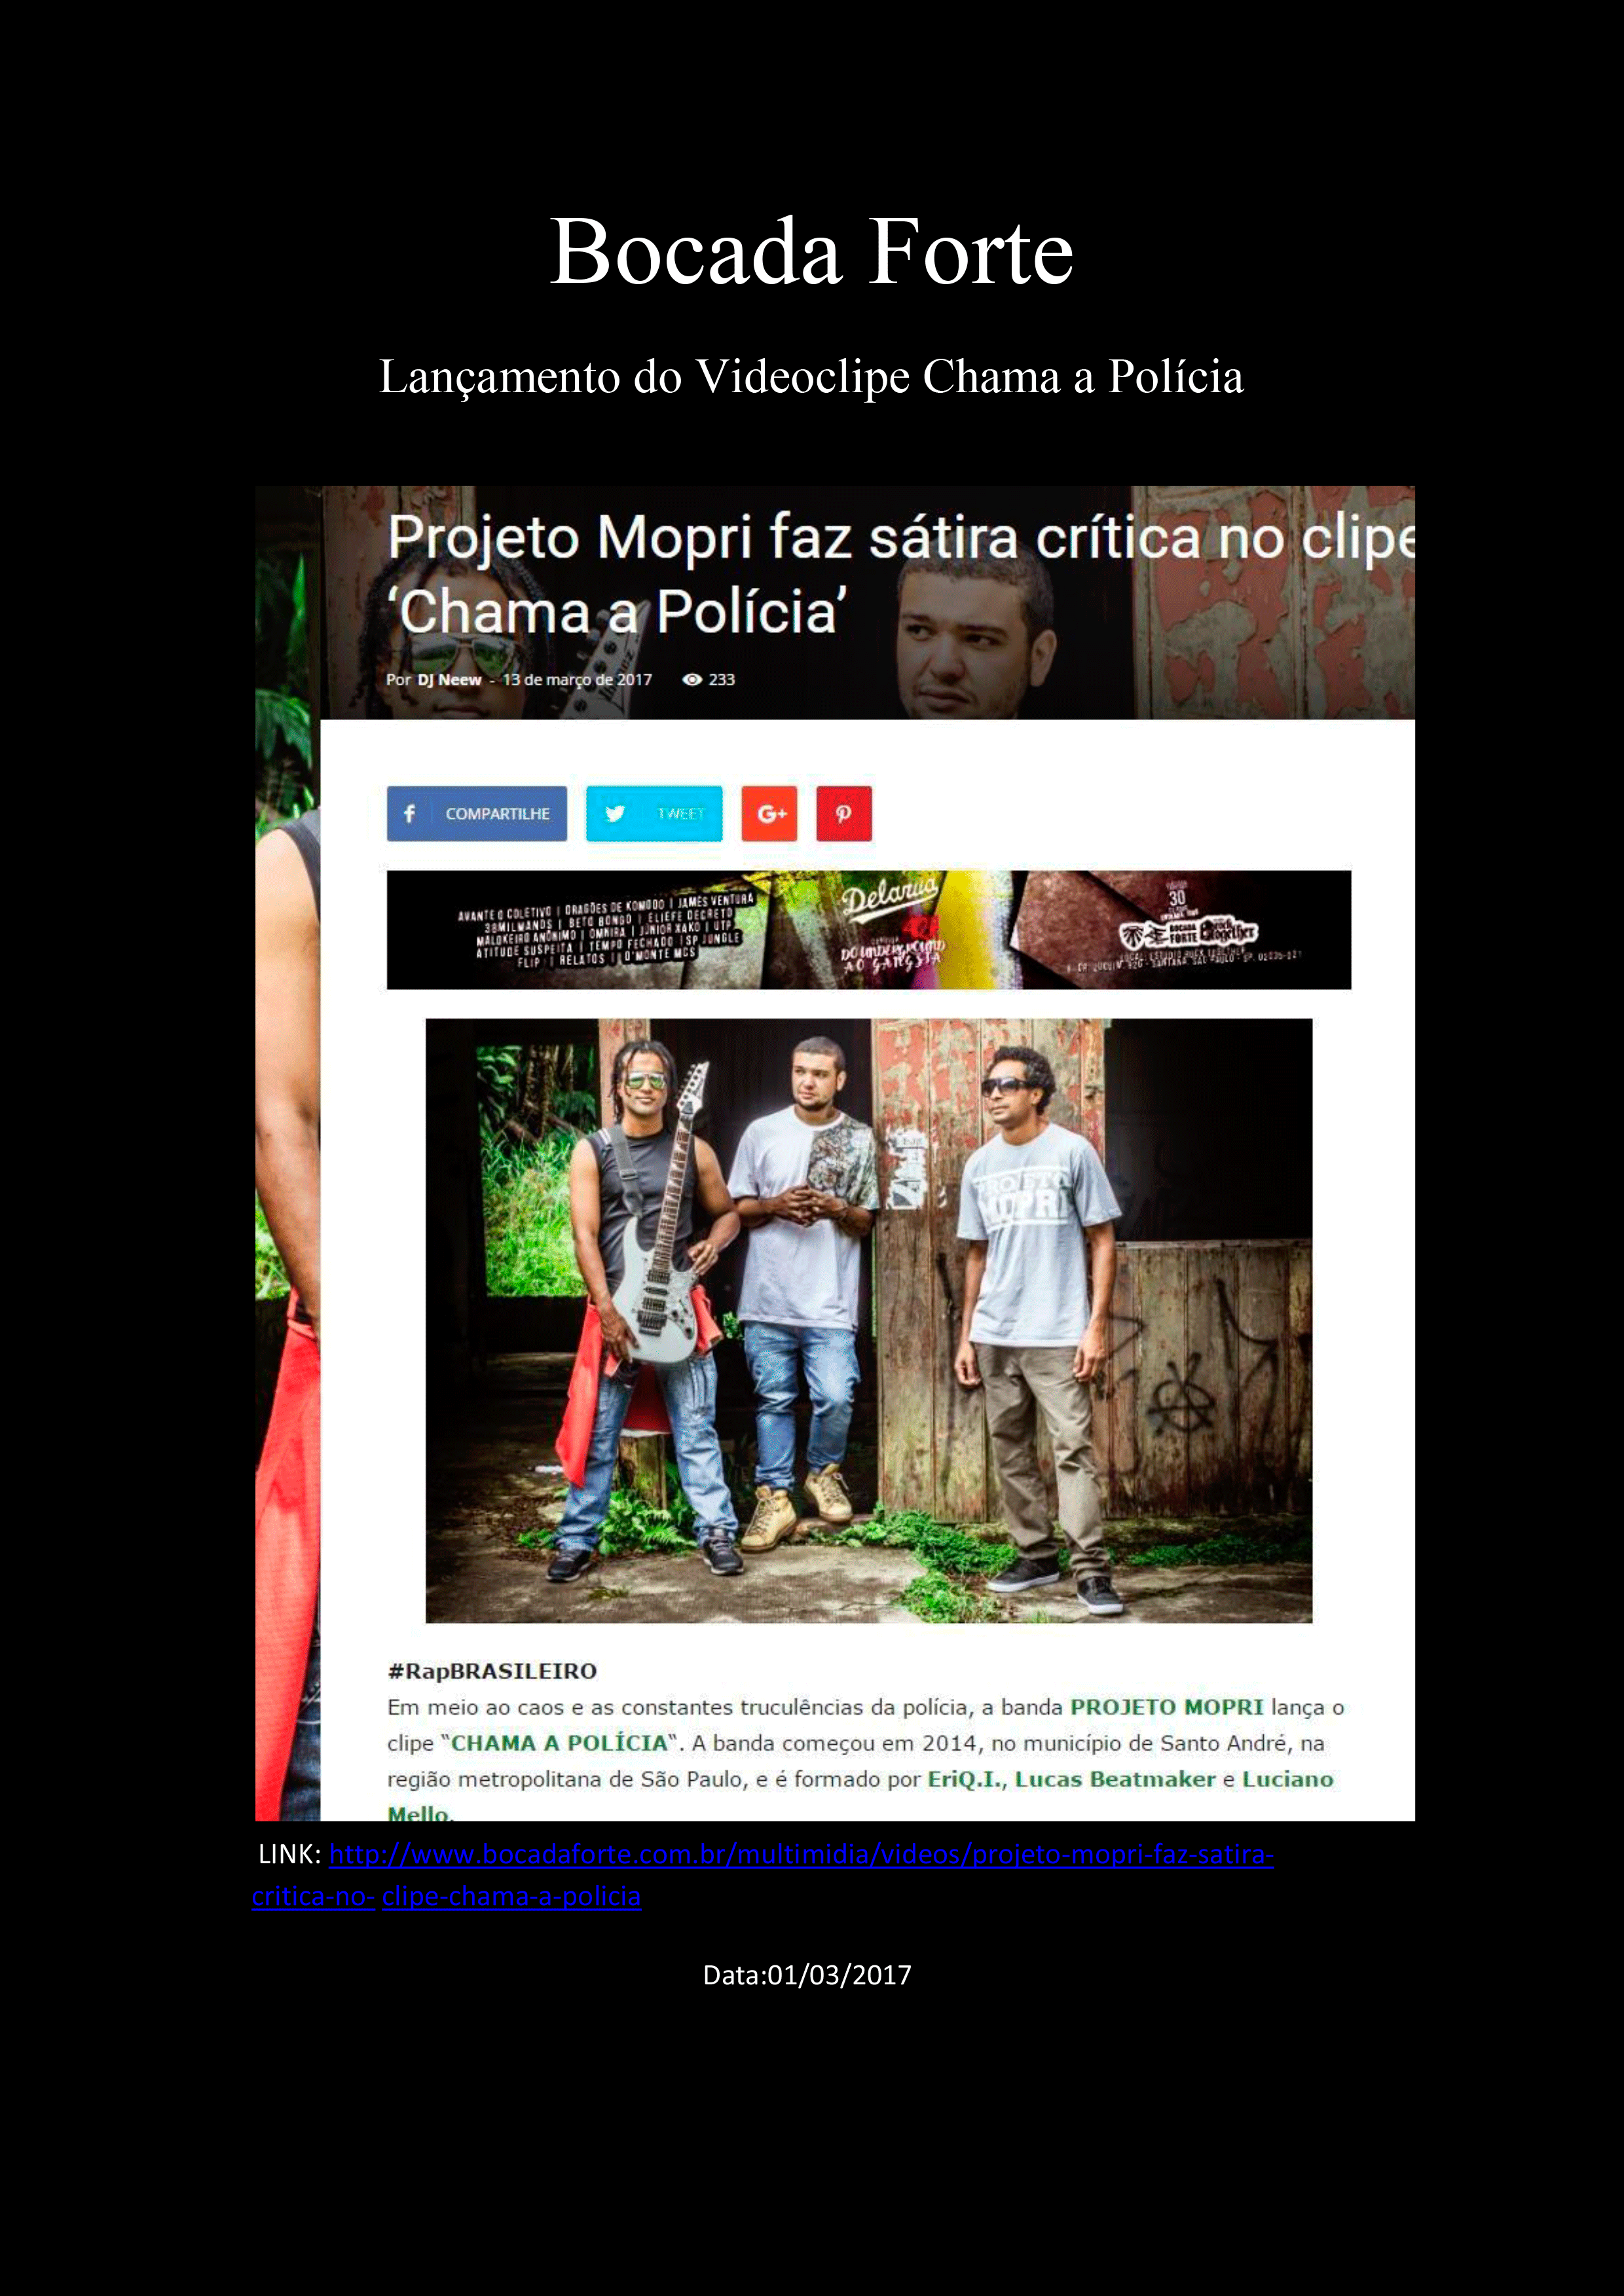 Bocada Forte
Lançamento do Videoclipe Chama a Polícia
Projeto Mopri faz sátira crítica no clipe
‘Chama a Polícia’
Por DJ Neew - 13 de março de 2017 233
COMPARTILHE TWEET G+
AVANTE O COLETIVO | DRAGÕES DE KOMODO | JAMES VENTURA
38MILMANOS | BETO BONGO | ELIEFE DECRETO
MALOKEIRO ANÔNIMO | OMNIRA | JÚNIOR XAKO | UTP
ATITUDE SUSPEITA | TEMPO FECHADO | SP JUNGLE
FLIP | RELATOS | D'MONTE MCS
Delarua
DO UNDERGROUND
AO GANGSTA
30
BOCADA
FORTE
Together
Ibanez
PROJETO
MOPRI
#RapBRASILEIRO
Em meio ao caos e as constantes truculências da polícia, a banda PROJETO MOPRI lança o
clipe “CHAMA A POLÍCIA“. A banda começou em 2014, no município de Santo André, na
região metropolitana de São Paulo, e é formado por EriQ.I., Lucas Beatmaker e Luciano
Mello.
LINK: http://www.bocadaforte.com.br/multimidia/videos/projeto-mopri-faz-satira-
critica-no- clipe-chama-a-policia
Data:01/03/2017